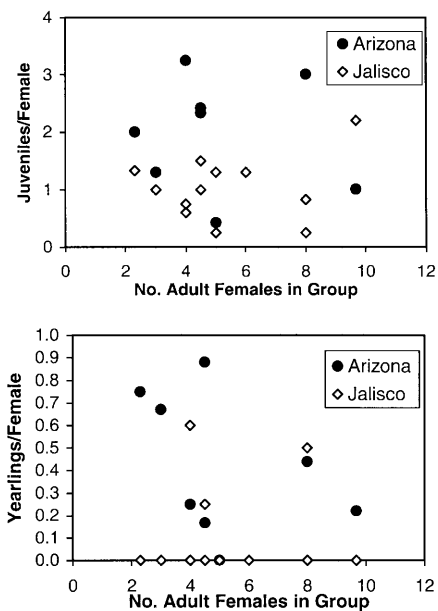 4
Arizona
Jalisco
3
2
1
0
Juveniles/Female
0 2 4 6 8 10 12
No. Adult Females in Group
1.0
0.9
Arizona
0.8
Jalisco
0.7
0.6
0.5
0.4
0.3
0.2
0.1
0.0
Yearlings/Female
0 2 4 6 8 10 12
No. Adult Females in Group